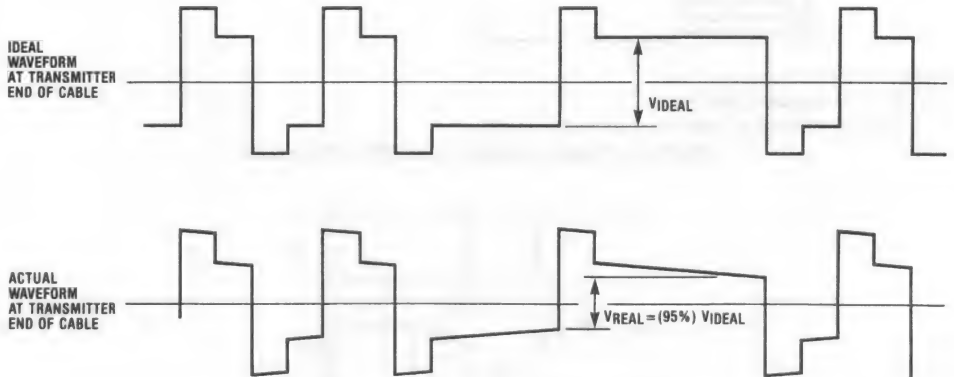 IDEAL
WAVEFORM
AT TRANSMITTER
END OF CABLE
VIDEAL
ACTUAL
WAVEFORM
AT TRANSMITTER
END OF CABLE
VREAL=(95%) VIDEAL